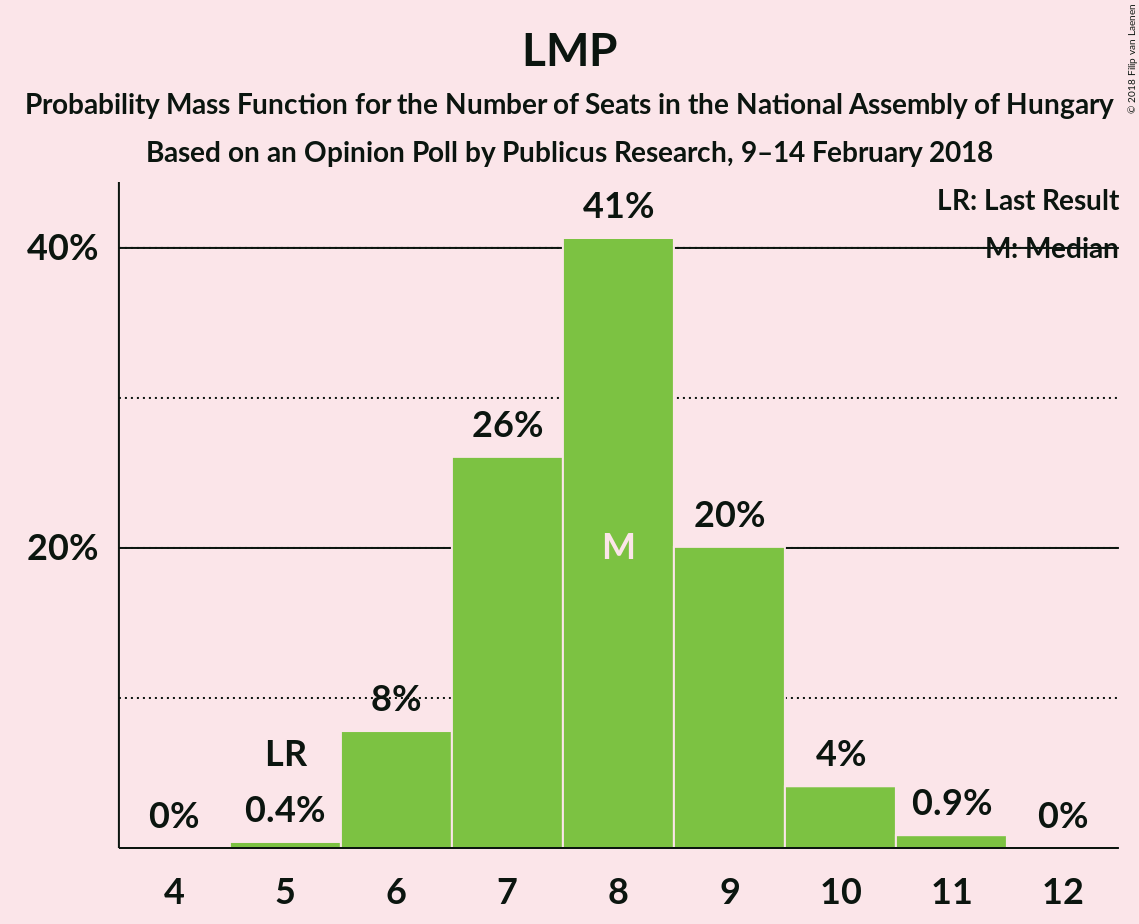 LMP
Probability Mass Function for the Number of Seats in the National Assembly of Hungary
Based on an Opinion Poll by Publicus Research, 9–14 February 2018
© 2018 Filip van Laenen
LR: Last Result
M: Median
41%
40%
26%
20%
M
20%
8%
LR
4%
0%
0.4%
0.9%
0%
4 5 6 7 8 9 10 11 12